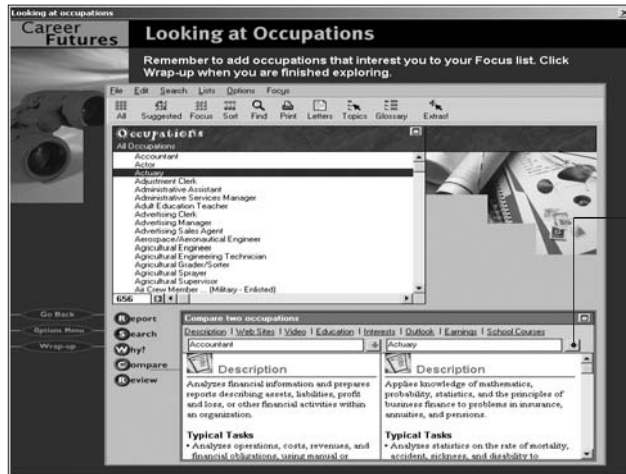 Looking at occupations
Career
Futures
Looking at Occupations
Remember to add occupations that interest you to your Focus list. Click
Wrap-up when you are finished exploring.
File Edit Search Lists Options Focus
All Suggested Focus Sort Find Print Letters Topics Glossary Extras!
Occupations
All Occupations
Accountant
Actor
Actuary
Adjustment Clerk
Administrative Assistant
Administrative Services Manager
Adult Education Teacher
Advertising Clerk
Advertising Manager
Advertising Sales Agent
Aerospace/Aeronautical Engineer
Agricultural Engineer
Agricultural Engineering Technician
Agricultural Grader/Sorter
Agricultural Sprayer
Agricultural Supervisor
Air Crew Member ... (Military - Enlisted)
656
Go Back
Options Menu
Wrap-up
Report
Search
Why?
Compare
Review
Compare two occupations
Description | Web Sites | Video | Education | Interests | Outlook | Earnings | School Courses
Accountant
Actuary
Description
Analyzes financial information and prepares
reports describing assets, liabilities, profit
and loss, or other financial activities within
an organization.
Typical Tasks
• Analyzes operations, costs, revenues, and
financial obligations, using manual or
Description
Applies knowledge of mathematics,
probability, statistics, and the principles of
business finance to problems in insurance,
annuities, and pensions.
Typical Tasks
• Analyzes statistics on the rate of mortality,
accident, sickness, and disability to